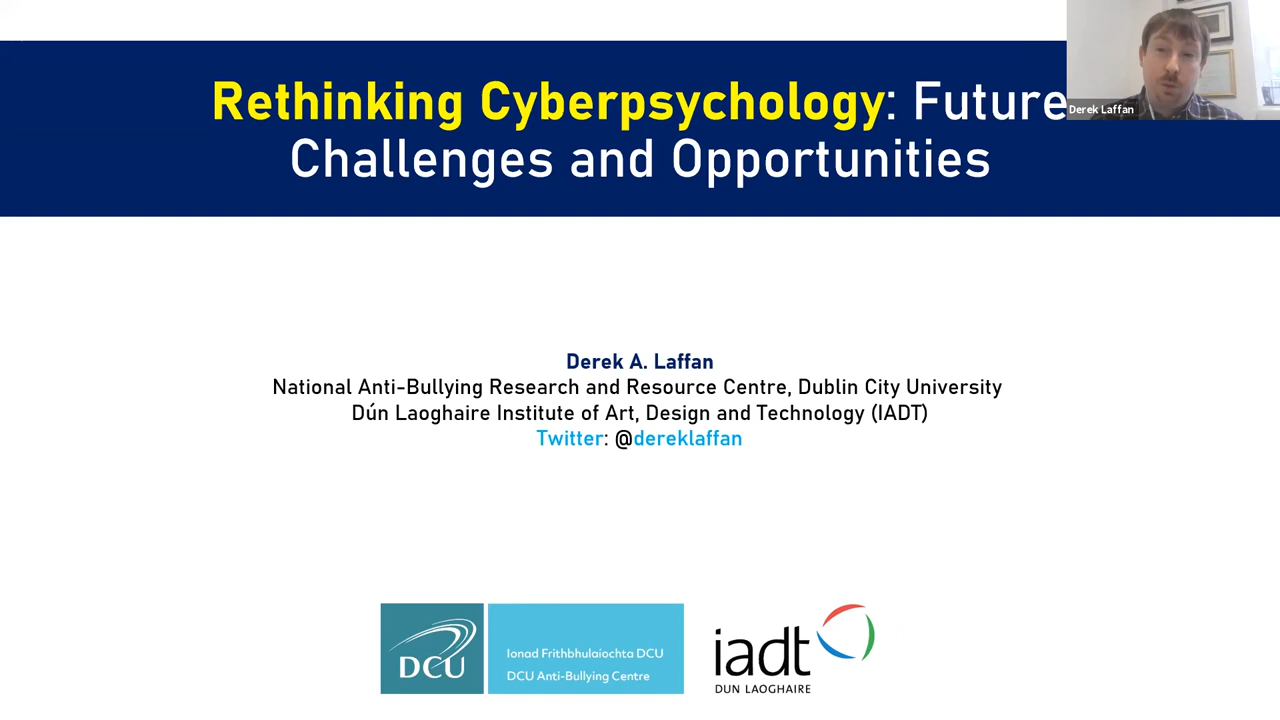 Rethinking Cyberpsychology: Future
Challenges and Opportunities
Derek Laffan
Derek A. Laffan
National Anti-Bullying Research and Resource Centre, Dublin City University
Dún Laoghaire Institute of Art, Design and Technology (IADT)
Twitter: @dereklaffan
DCU
Ionad Frithbhulaíochta DCU
DCU Anti-Bullying Centre
iadt
DUN LAOGHAIRE